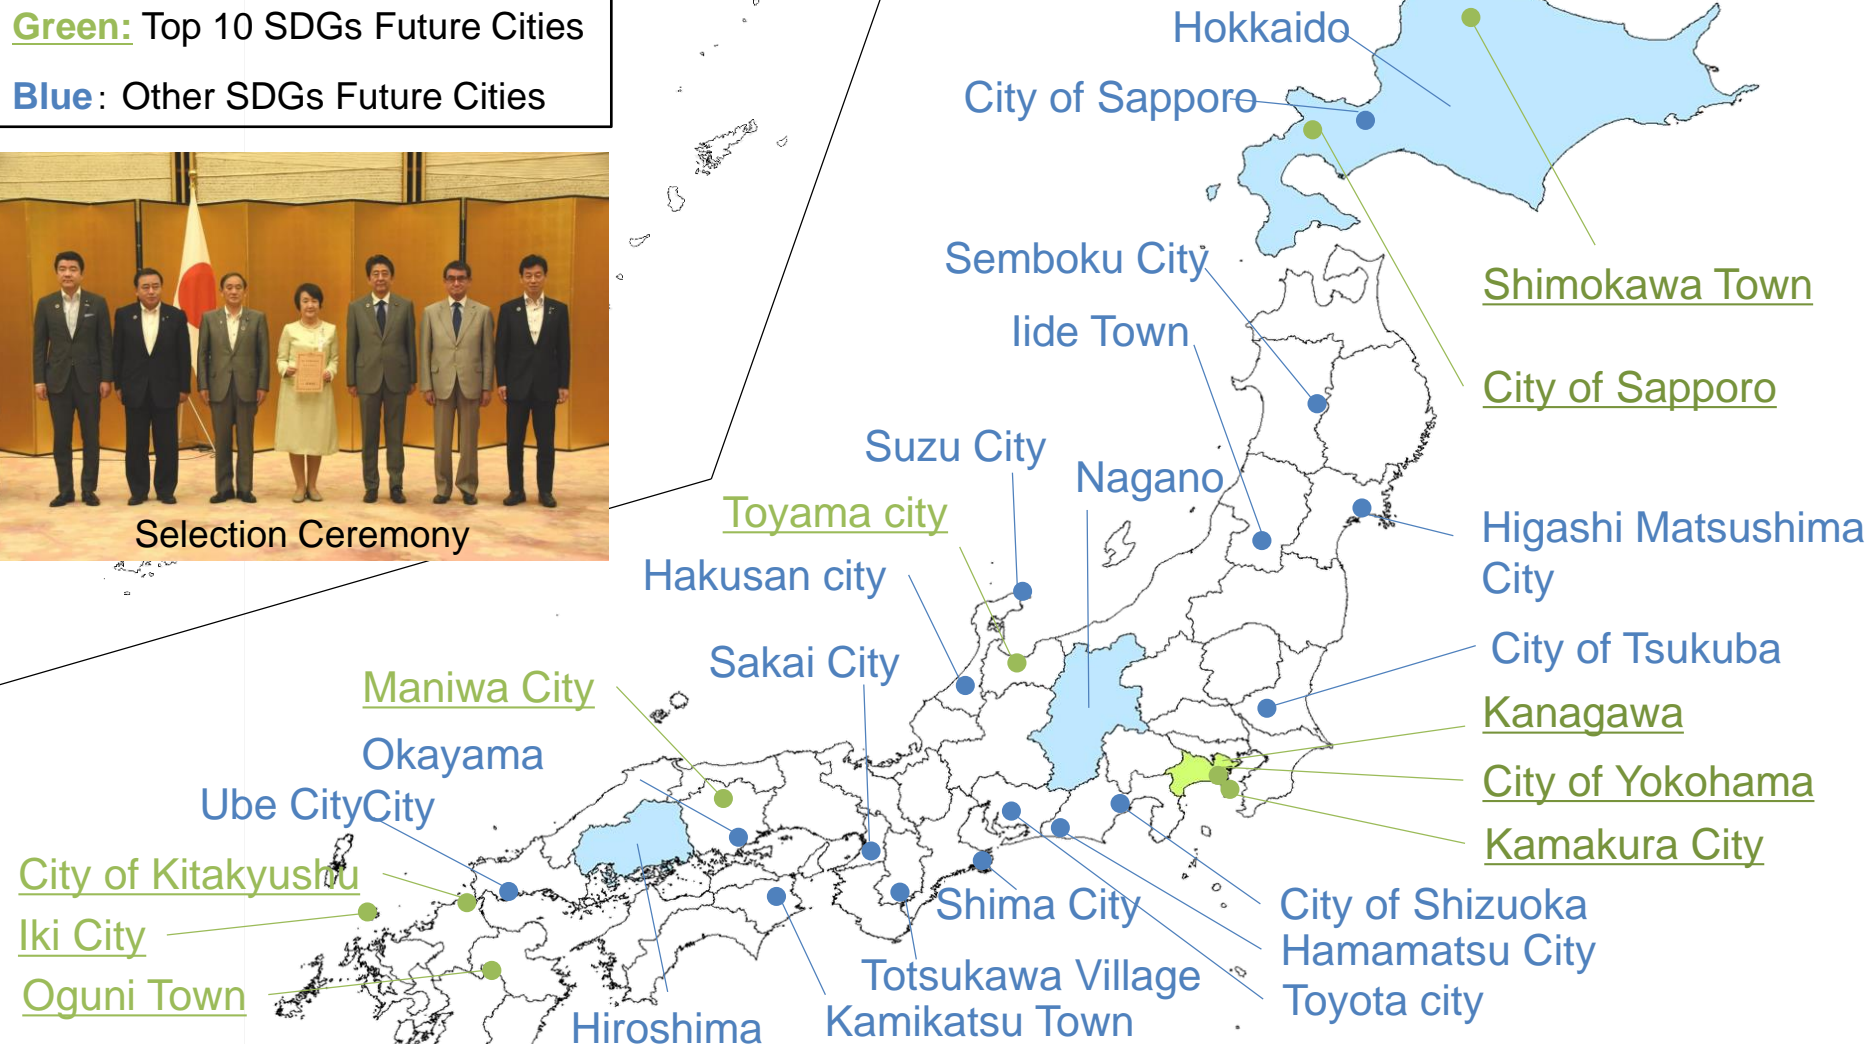 Green: Top 10 SDGs Future Cities
Blue: Other SDGs Future Cities
Selection Ceremony
Hokkaido
City of Sapporo
Semboku City
Iide Town
Shimokawa Town
City of Sapporo
Suzu City
Nagano
Toyama city
Hakusan city
Higashi Matsushima
City
Sakai City
City of Tsukuba
Maniwa City
Kanagawa
Okayama
City
City of Yokohama
Ube City
Kamakura City
City of Kitakyushu
Iki City
Oguni Town
Shima City
City of Shizuoka
Hamamatsu City
Toyota city
Totsukawa Village
Kamikatsu Town
Hiroshima